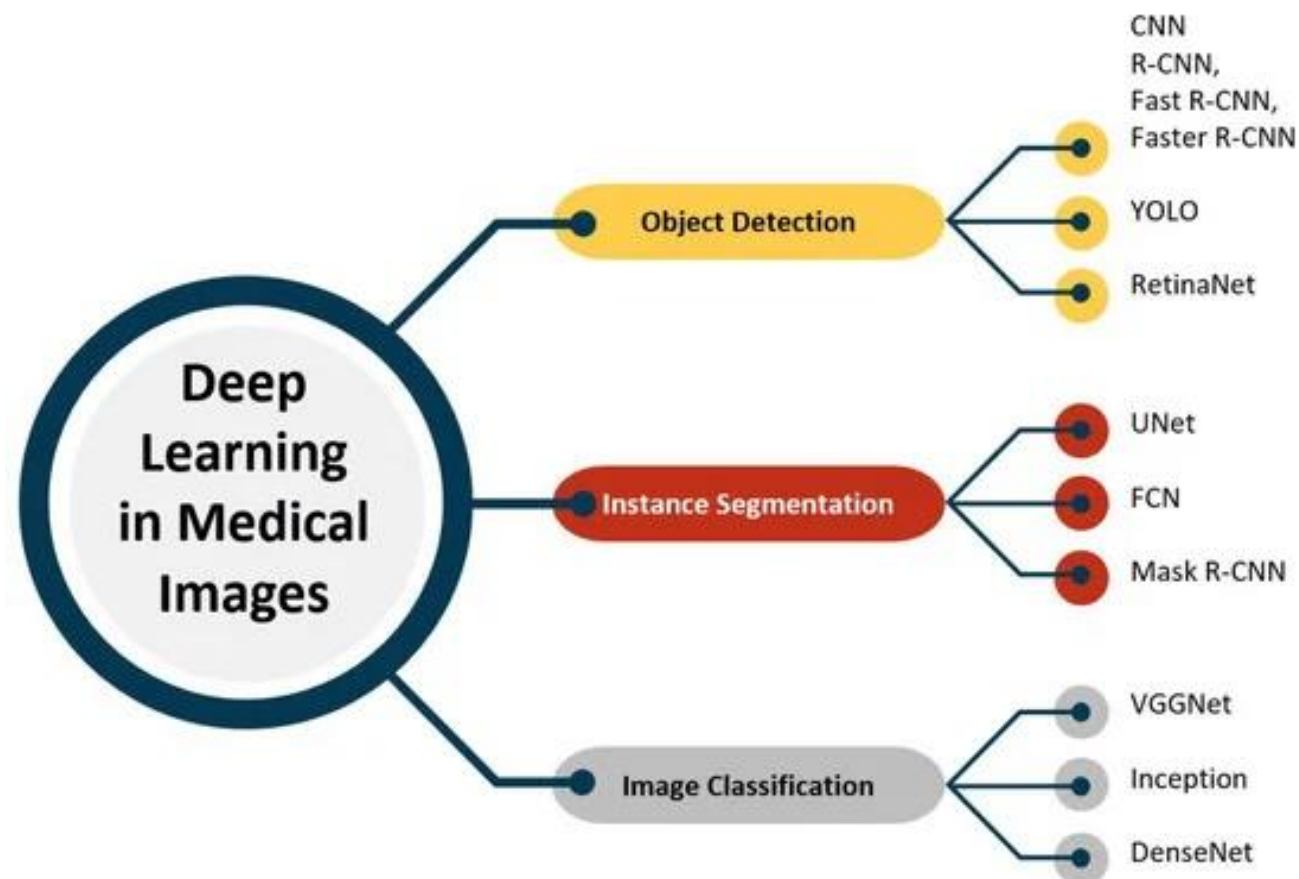 Deep
Learning
in Medical
Images
Object Detection
CNN
R-CNN,
Fast R-CNN,
Faster R-CNN
YOLO
RetinaNet
Instance Segmentation
UNet
FCN
Mask R-CNN
Image Classification
VGGNet
Inception
DenseNet